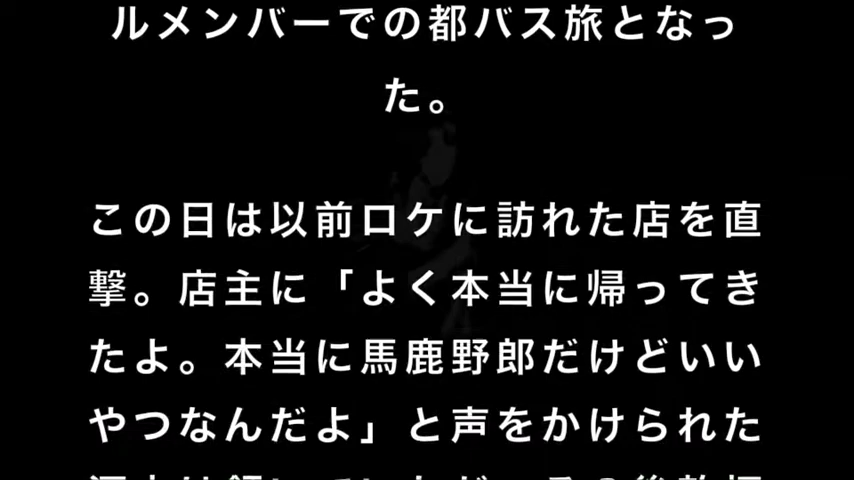 ルメンバーでの都バス旅となっ
た。
この日は以前ロケに訪れた店を直
撃。店主に「よく本当に帰ってき
たよ。本当に馬鹿野郎だけどいい
やつなんだよ」と声をかけられた